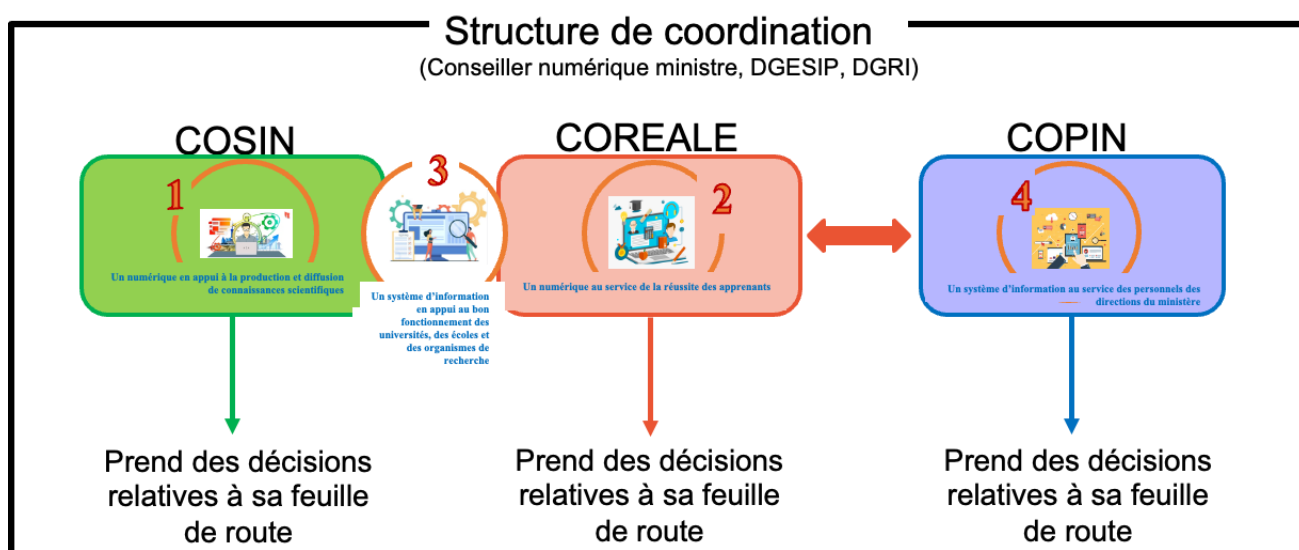 Structure de coordination
(Conseiller numérique ministre, DGESIP, DGRI)
COSIN
COREALE
COPIN
1
3
2
4
Un numérique en appui à la production et diffusion
de connaissances scientifiques
Un système d'information
en appui au bon
fonctionnement des
universités, des écoles et
des organismes de
recherche
Un numérique au service de la réussite des apprenants
Un système d'information au service des personnels des
directions du ministère
Prend des décisions
relatives à sa feuille
de route
Prend des décisions
relatives à sa feuille
de route
Prend des décisions
relatives à sa feuille
de route